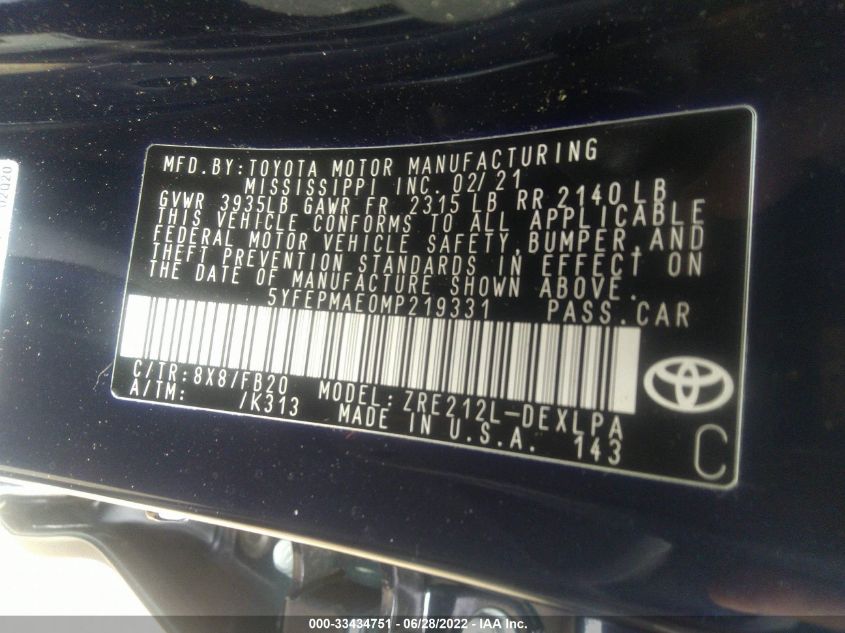 MFD.BY:TOYOTA MOTOR MANUFACTURING
MISSISSIPPI INC. 02/21
GVWR 3935LB GAWR FR 2315 LB RR 2140LB
THIS VEHICLE CONFORMS TO ALL APPLICABLE
FEDERAL MOTOR VEHICLE SAFETY,BUMPER,AND
THEFT PREVENTION STANDARDS IN EFFECT ON
THE DATE OF MANUFACTURE SHOWN ABOVE.
5YFEPMAE0MP219331 PASS.CAR
C/TR:8X8/FB20 MODEL:ZRE212L-DEXLPA
A/TM: /K313 MADE IN U.S.A. 143
C
000-33434751 - 06/28/2022 - IAA Inc.